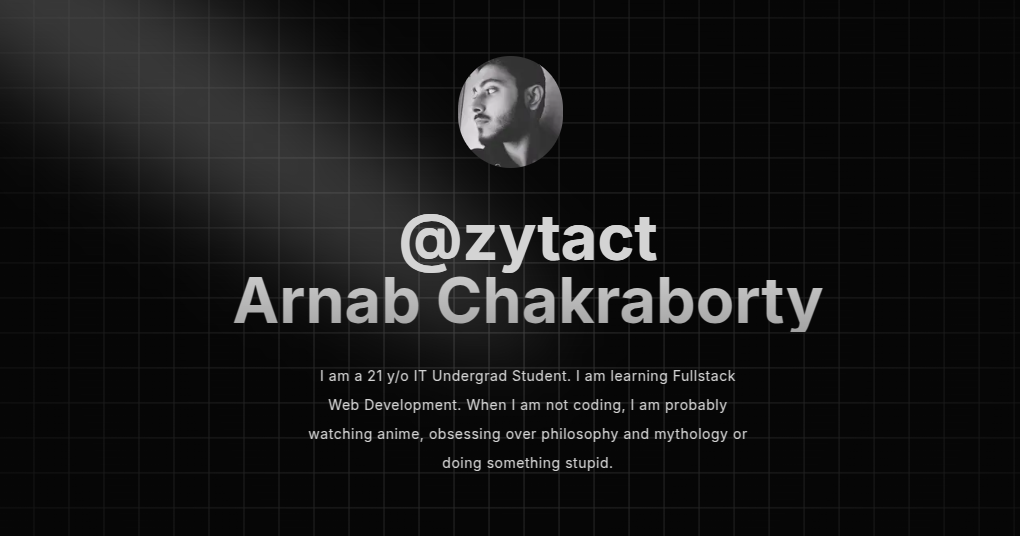 @zytact
Arnab Chakraborty
I am a 21 y/o IT Undergrad Student. I am learning Fullstack
Web Development. When I am not coding, I am probably
watching anime, obsessing over philosophy and mythology or
doing something stupid.